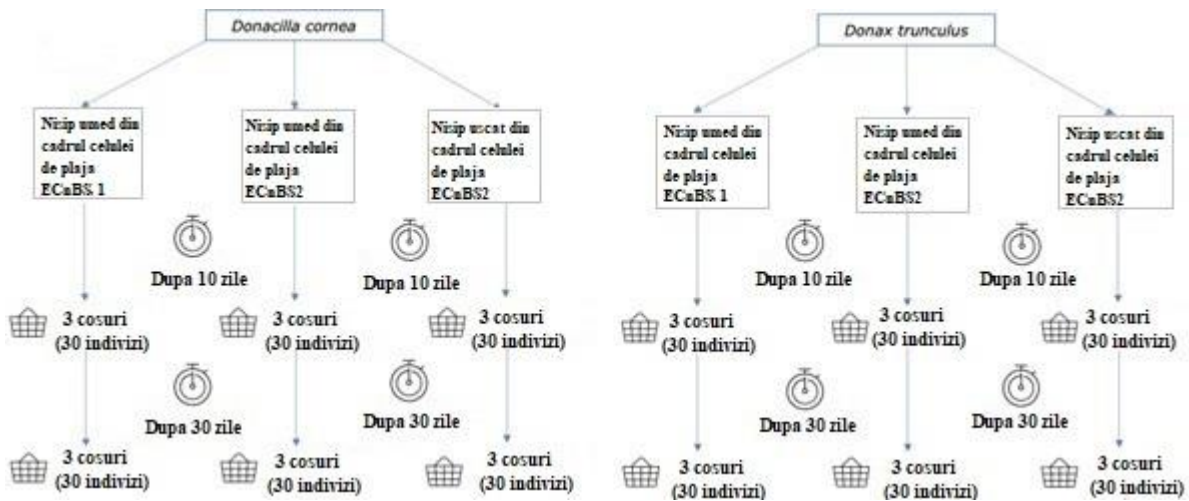 Donacilla cornea
Nisip umed din
cadrul celulei
de plaja
ECuBS 1
Nisip umed din
cadrul celulei
de plaja
ECuBS2
Nisip uscat din
cadrul celulei
de plaja
ECuBS2
Dupa 10 zile
Dupa 10 zile
3 cosuri
(30 indivizi)
3 cosuri
(30 indivizi)
3 cosuri
(30 indivizi)
Dupa 30 zile
Dupa 30 zile
3 cosuri
(30 indivizi)
3 cosuri
(30 indivizi)
3 cosuri
(30 indivizi)
Donax trunculus
Nisip umed din
cadrul celulei
de plaja
ECuBS 1
Nisip umed din
cadrul celulei
de plaja
ECuBS2
Nisip uscat din
cadrul celulei
de plaja
ECuBS2
Dupa 10 zile
Dupa 10 zile
3 cosuri
(30 indivizi)
3 cosuri
(30 indivizi)
3 cosuri
(30 indivizi)
Dupa 30 zile
Dupa 30 zile
3 cosuri
(30 indivizi)
3 cosuri
(30 indivizi)
3 cosuri
(30 indivizi)